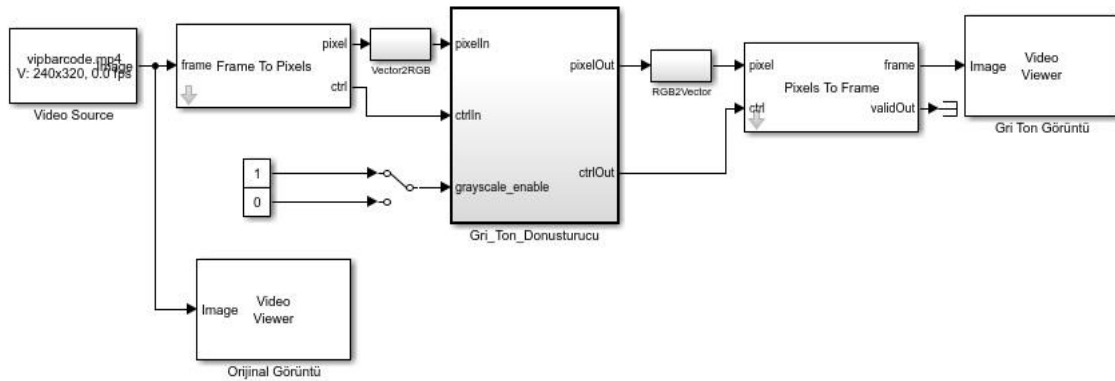 vipbarcode.mp4
Image
V: 240x320, 0.0 fps
Video Source
frame
Frame To Pixels
pixel
ctrl
Vector2RGB
pixelIn
ctrlIn
grayscale_enable
pixelOut
ctrlOut
Gri_Ton_Donusturucu
1
0
RGB2Vector
pixel
ctrl
Pixels To Frame
frame
validOut
Image
Video
Viewer
Gri Ton Görüntü
Image
Video
Viewer
Orijinal Görüntü